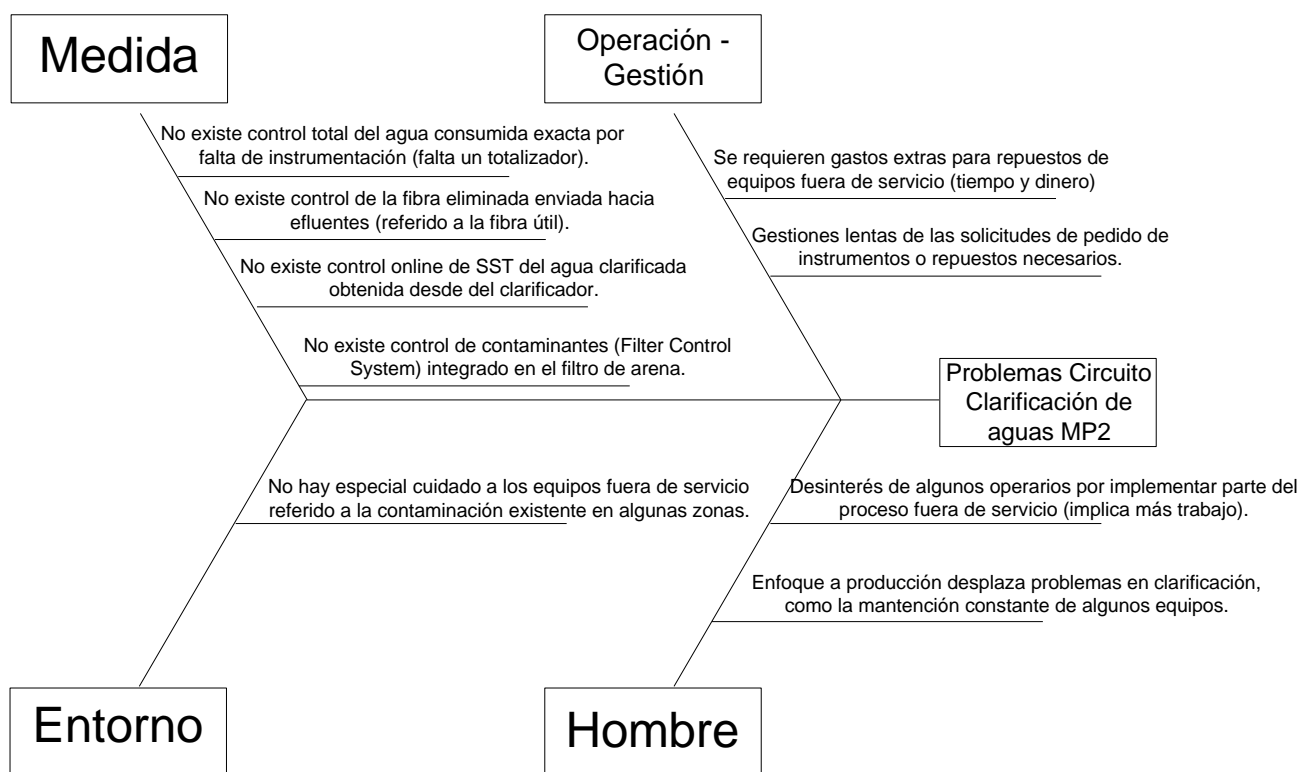 Medida
Operación -
Gestión
No existe control total del agua consumida exacta por
falta de instrumentación (falta un totalizador).
No existe control de la fibra eliminada enviada hacia
efluentes (referido a la fibra útil).
No existe control online de SST del agua clarificada
obtenida desde del clarificador.
No existe control de contaminantes (Filter Control
System) integrado en el filtro de arena.
Se requieren gastos extras para repuestos de
equipos fuera de servicio (tiempo y dinero)
Gestiones lentas de las solicitudes de pedido de
instrumentos o repuestos necesarios.
Problemas Circuito
Clarificación de
aguas MP2
No hay especial cuidado a los equipos fuera de servicio
referido a la contaminación existente en algunas zonas.
Desinterés de algunos operarios por implementar parte del
proceso fuera de servicio (implica más trabajo).
Enfoque a producción desplaza problemas en clarificación,
como la mantención constante de algunos equipos.
Entorno
Hombre